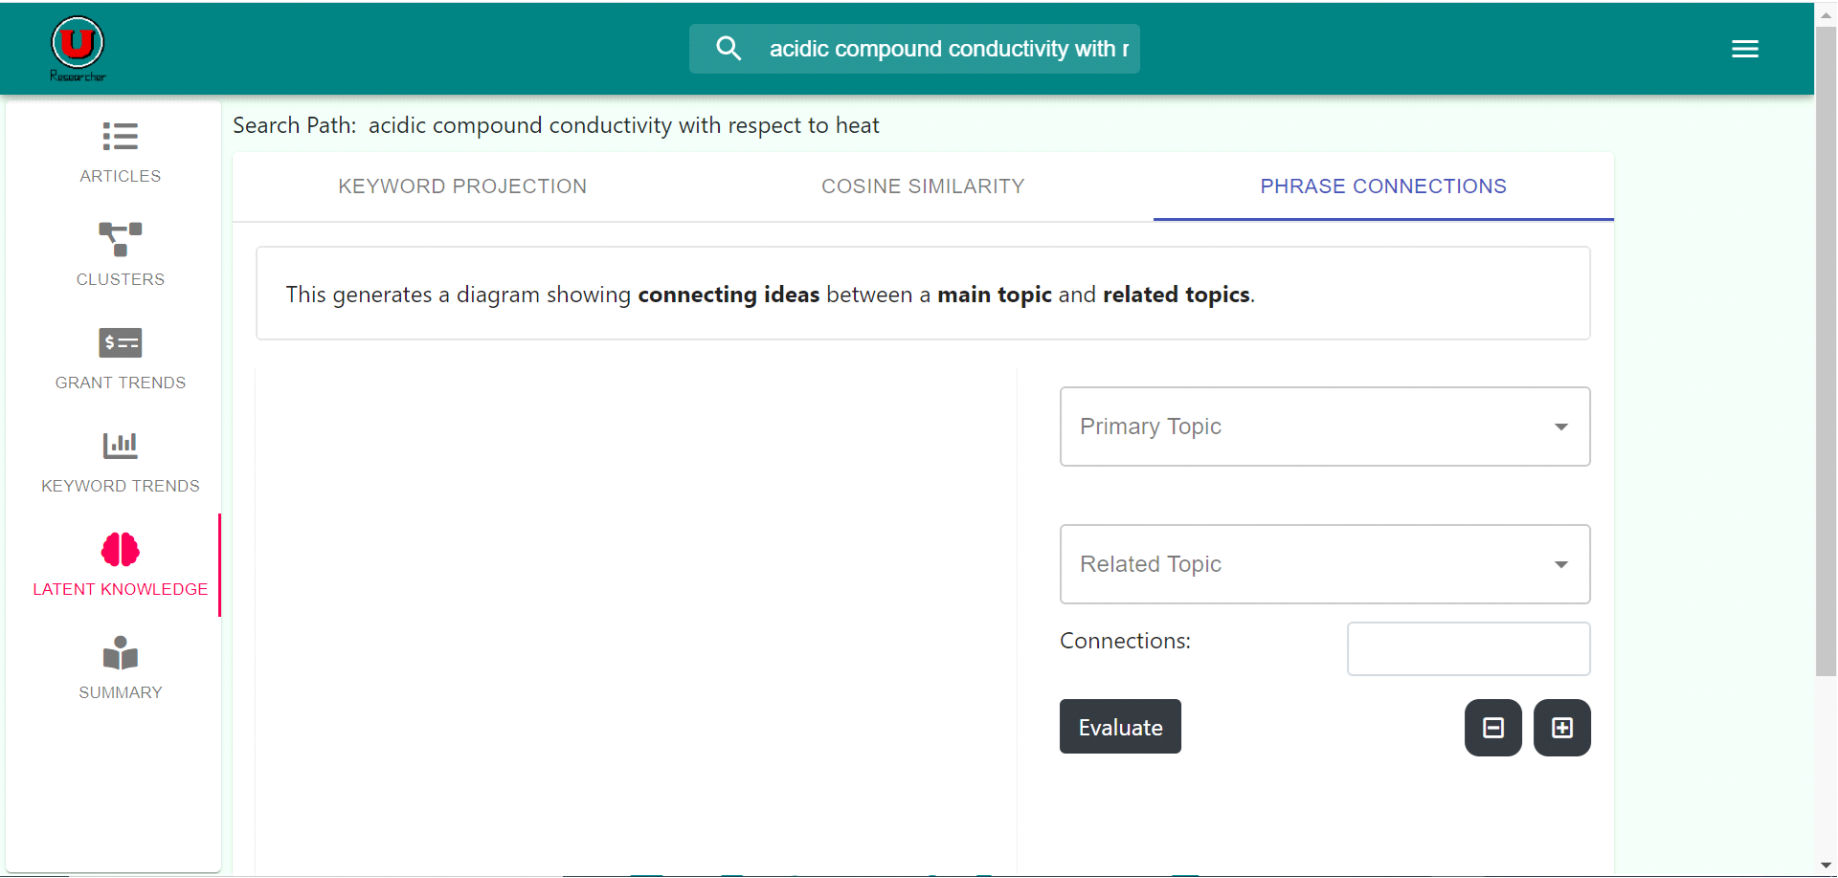 U
Researcher
acidic compound conductivity with r
ARTICLES
CLUSTERS
GRANT TRENDS
KEYWORD TRENDS
LATENT KNOWLEDGE
SUMMARY
Search Path: acidic compound conductivity with respect to heat
KEYWORD PROJECTION
COSINE SIMILARITY
PHRASE CONNECTIONS
This generates a diagram showing connecting ideas between a main topic and related topics.
Primary Topic
Related Topic
Connections:
Evaluate